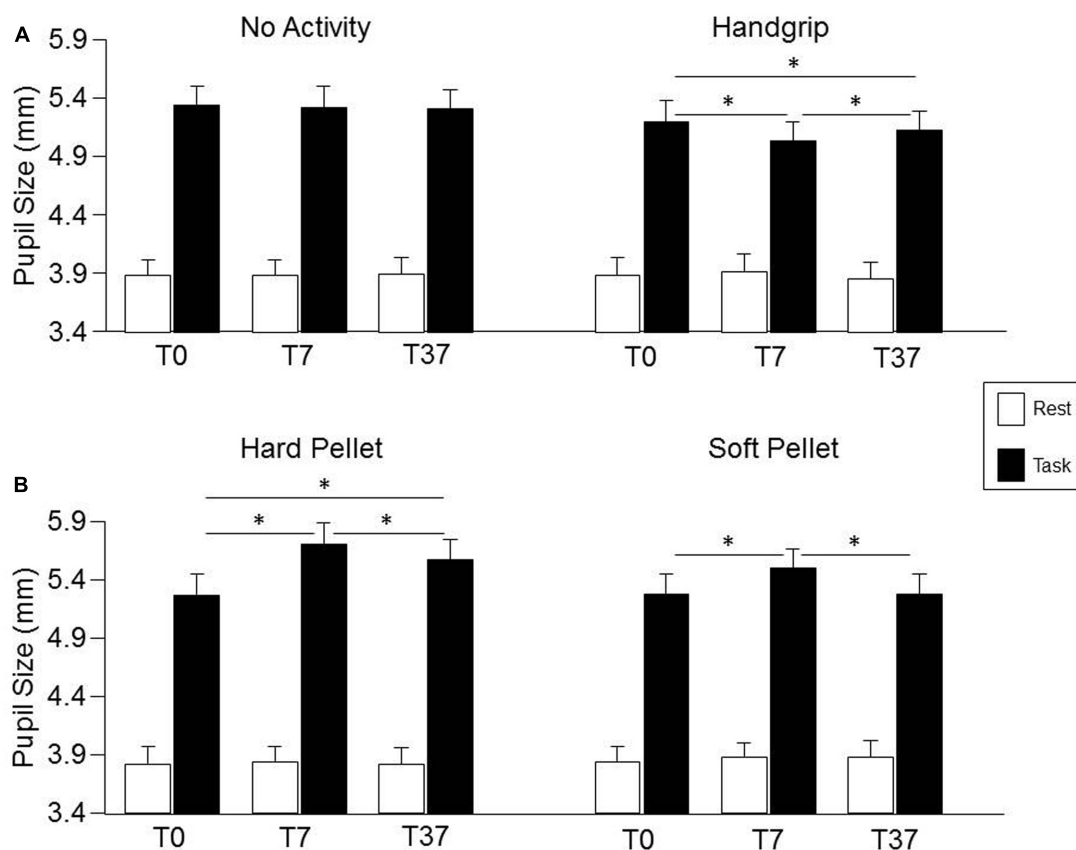 A
No Activity
Handgrip
5.9
5.4
4.9
4.4
3.9
3.4
Pupil Size (mm)
*
* *
T0 T7 T37
T0 T7 T37
Rest
Task
B
Hard Pellet
Soft Pellet
5.9
5.4
4.9
4.4
3.9
3.4
Pupil Size (mm)
*
* *
* *
T0 T7 T37
T0 T7 T37